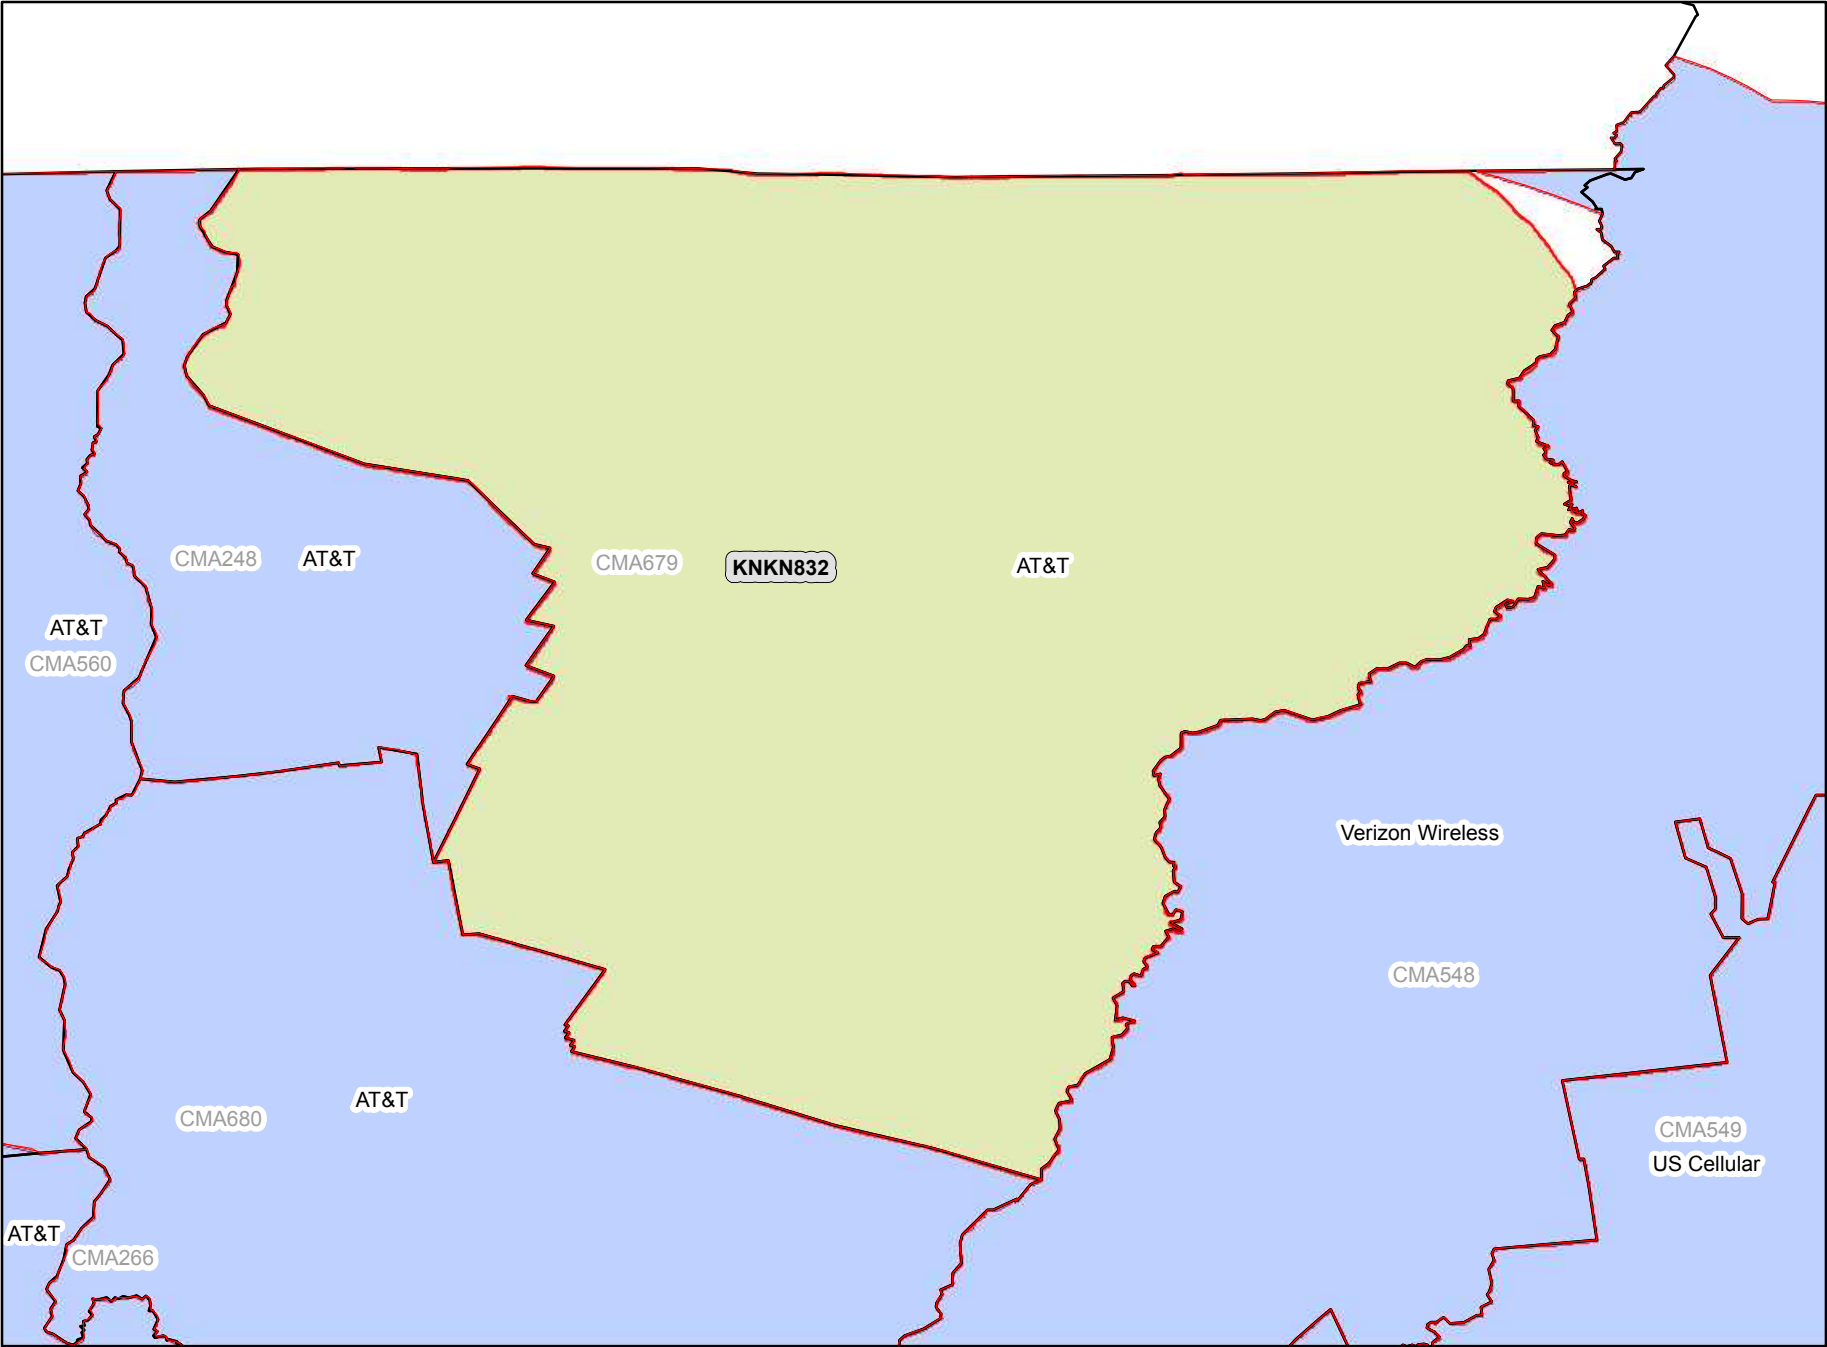 CMA248
AT&T
CMA679
KNKN832
AT&T
AT&T
CMA560
Verizon Wireless
CMA548
CMA680
AT&T
CMA549
US Cellular
AT&T
CMA266